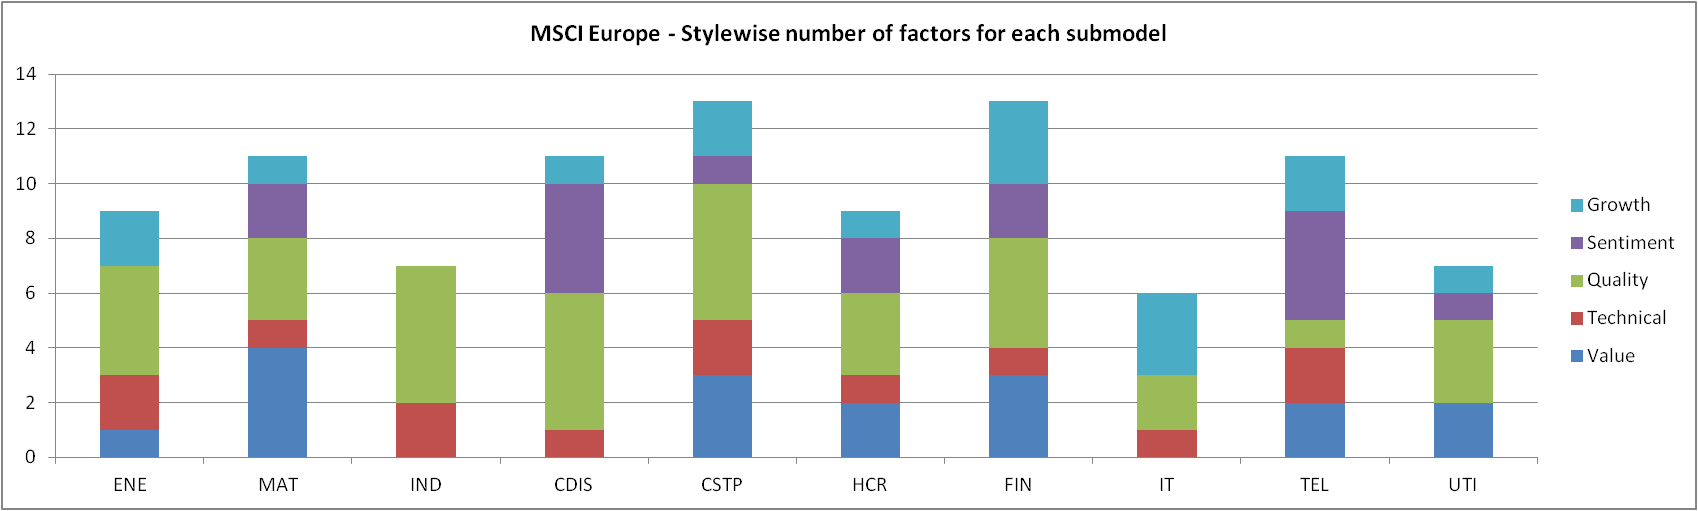 MSCI Europe - Stylewise number of factors for each submodel
14
12
10
8
6
4
2
0
ENE MAT IND CDIS CSTP HCR FIN IT TEL UTI
Growth
Sentiment
Quality
Technical
Value